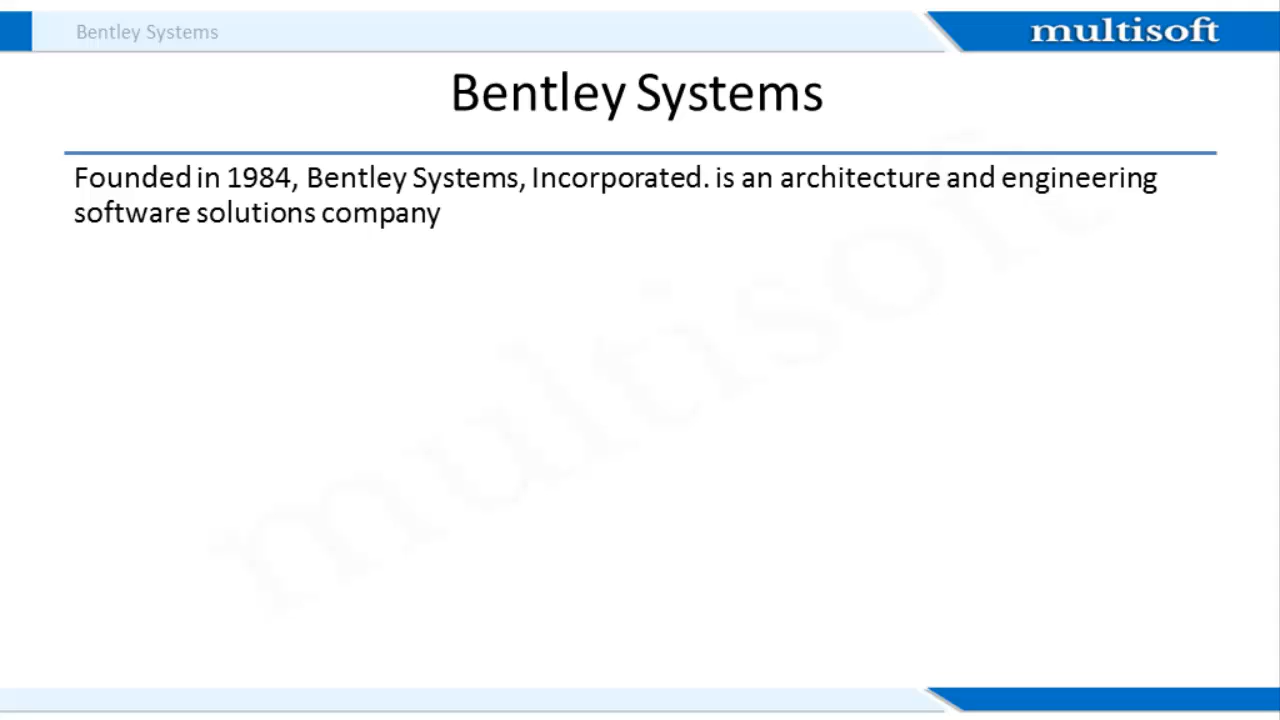 Bentley Systems
multisoft
Bentley Systems
Founded in 1984, Bentley Systems, Incorporated. is an architecture and engineering
software solutions company
multisoft